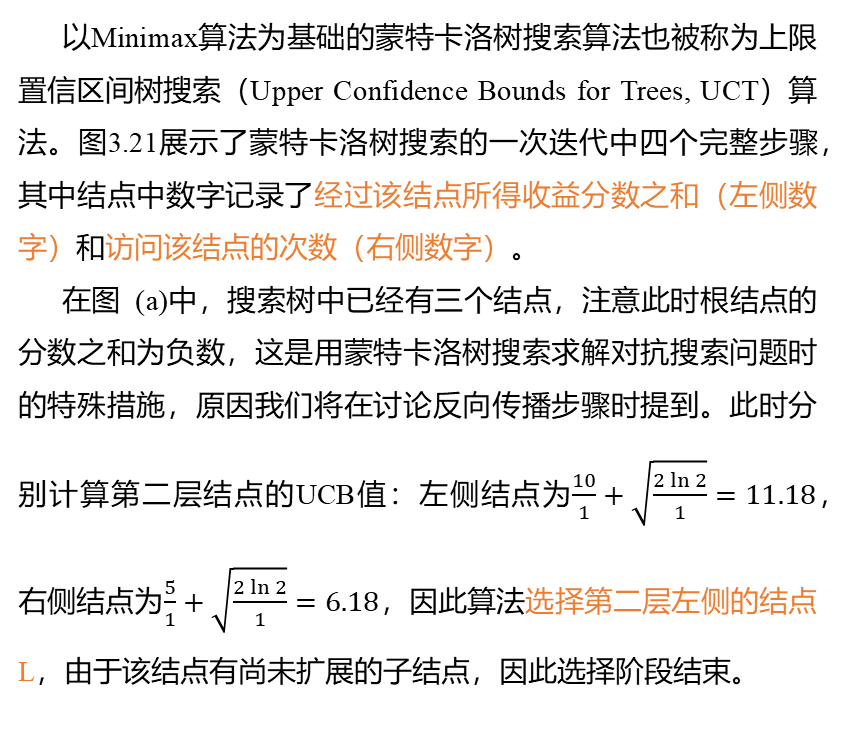 以Minimax算法为基础的蒙特卡洛树搜索算法也被称为上限
置信区间树搜索（Upper Confidence Bounds for Trees, UCT）算
法。图3.21展示了蒙特卡洛树搜索的一次迭代中四个完整步骤，
其中结点中数字记录了经过该结点所得收益分数之和（左侧数
字）和访问该结点的次数（右侧数字）。
在图 (a)中，搜索树中已经有三个结点，注意此时根结点的
分数之和为负数，这是用蒙特卡洛树搜索求解对抗搜索问题时
的特殊措施，原因我们将在讨论反向传播步骤时提到。此时分
别计算第二层结点的UCB值：左侧结点为$\frac{10}{1} + \sqrt{\frac{2 \ln 2}{1}} = 11.18$，
右侧结点为$\frac{5}{1} + \sqrt{\frac{2 \ln 2}{1}} = 6.18$，因此算法选择第二层左侧的结点
L，由于该结点有尚未扩展的子结点，因此选择阶段结束。